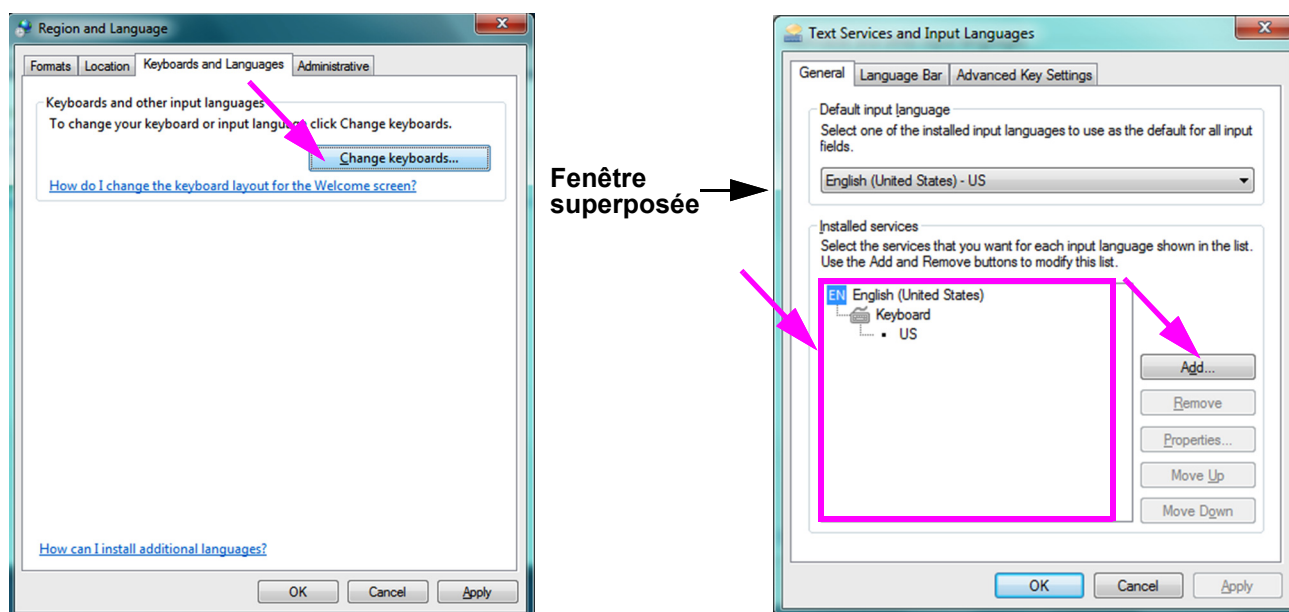 Region and Language
Formats Location Keyboards and Languages Administrative
Keyboards and other input languages
To change your keyboard or input language, click Change keyboards.
Change keyboards...
How do I change the keyboard layout for the Welcome screen?
How can I install additional languages?
OK Cancel Apply
Fenêtre
superposée
Text Services and Input Languages
General Language Bar Advanced Key Settings
Default input language
Select one of the installed input languages to use as the default for all input
fields.
English (United States) - US
Installed services
Select the services that you want for each input language shown in the list.
Use the Add and Remove buttons to modify this list.
EN English (United States)
Keyboard
US
Add...
Remove
Properties...
Move Up
Move Down
OK Cancel Apply